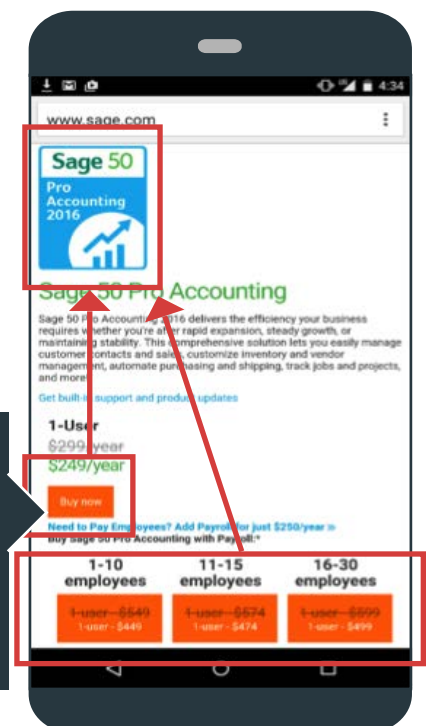 4:34
www.sage.com
Sage 50
Pro
Accounting
2016
Sage 50 Pro Accounting
Sage 50 Pro Accounting 2016 delivers the efficiency your business
requires whether you're after rapid expansion, steady growth, or
maintaining stability. This comprehensive solution lets you easily manage
customer contacts and sales, customize inventory and vendor
management, automate purchasing and shipping, track jobs and projects,
and more!
Get built-in support and product updates
1-User
$299/year
$249/year
Buy now
Need to Pay Employees? Add Payroll for just $250/year »
Buy Sage 50 Pro Accounting with Payroll:*
1-10 employees
11-15 employees
16-30 employees
1-user - $549
1-user - $449
1-user - $574
1-user - $474
1-user - $599
1-user - $499